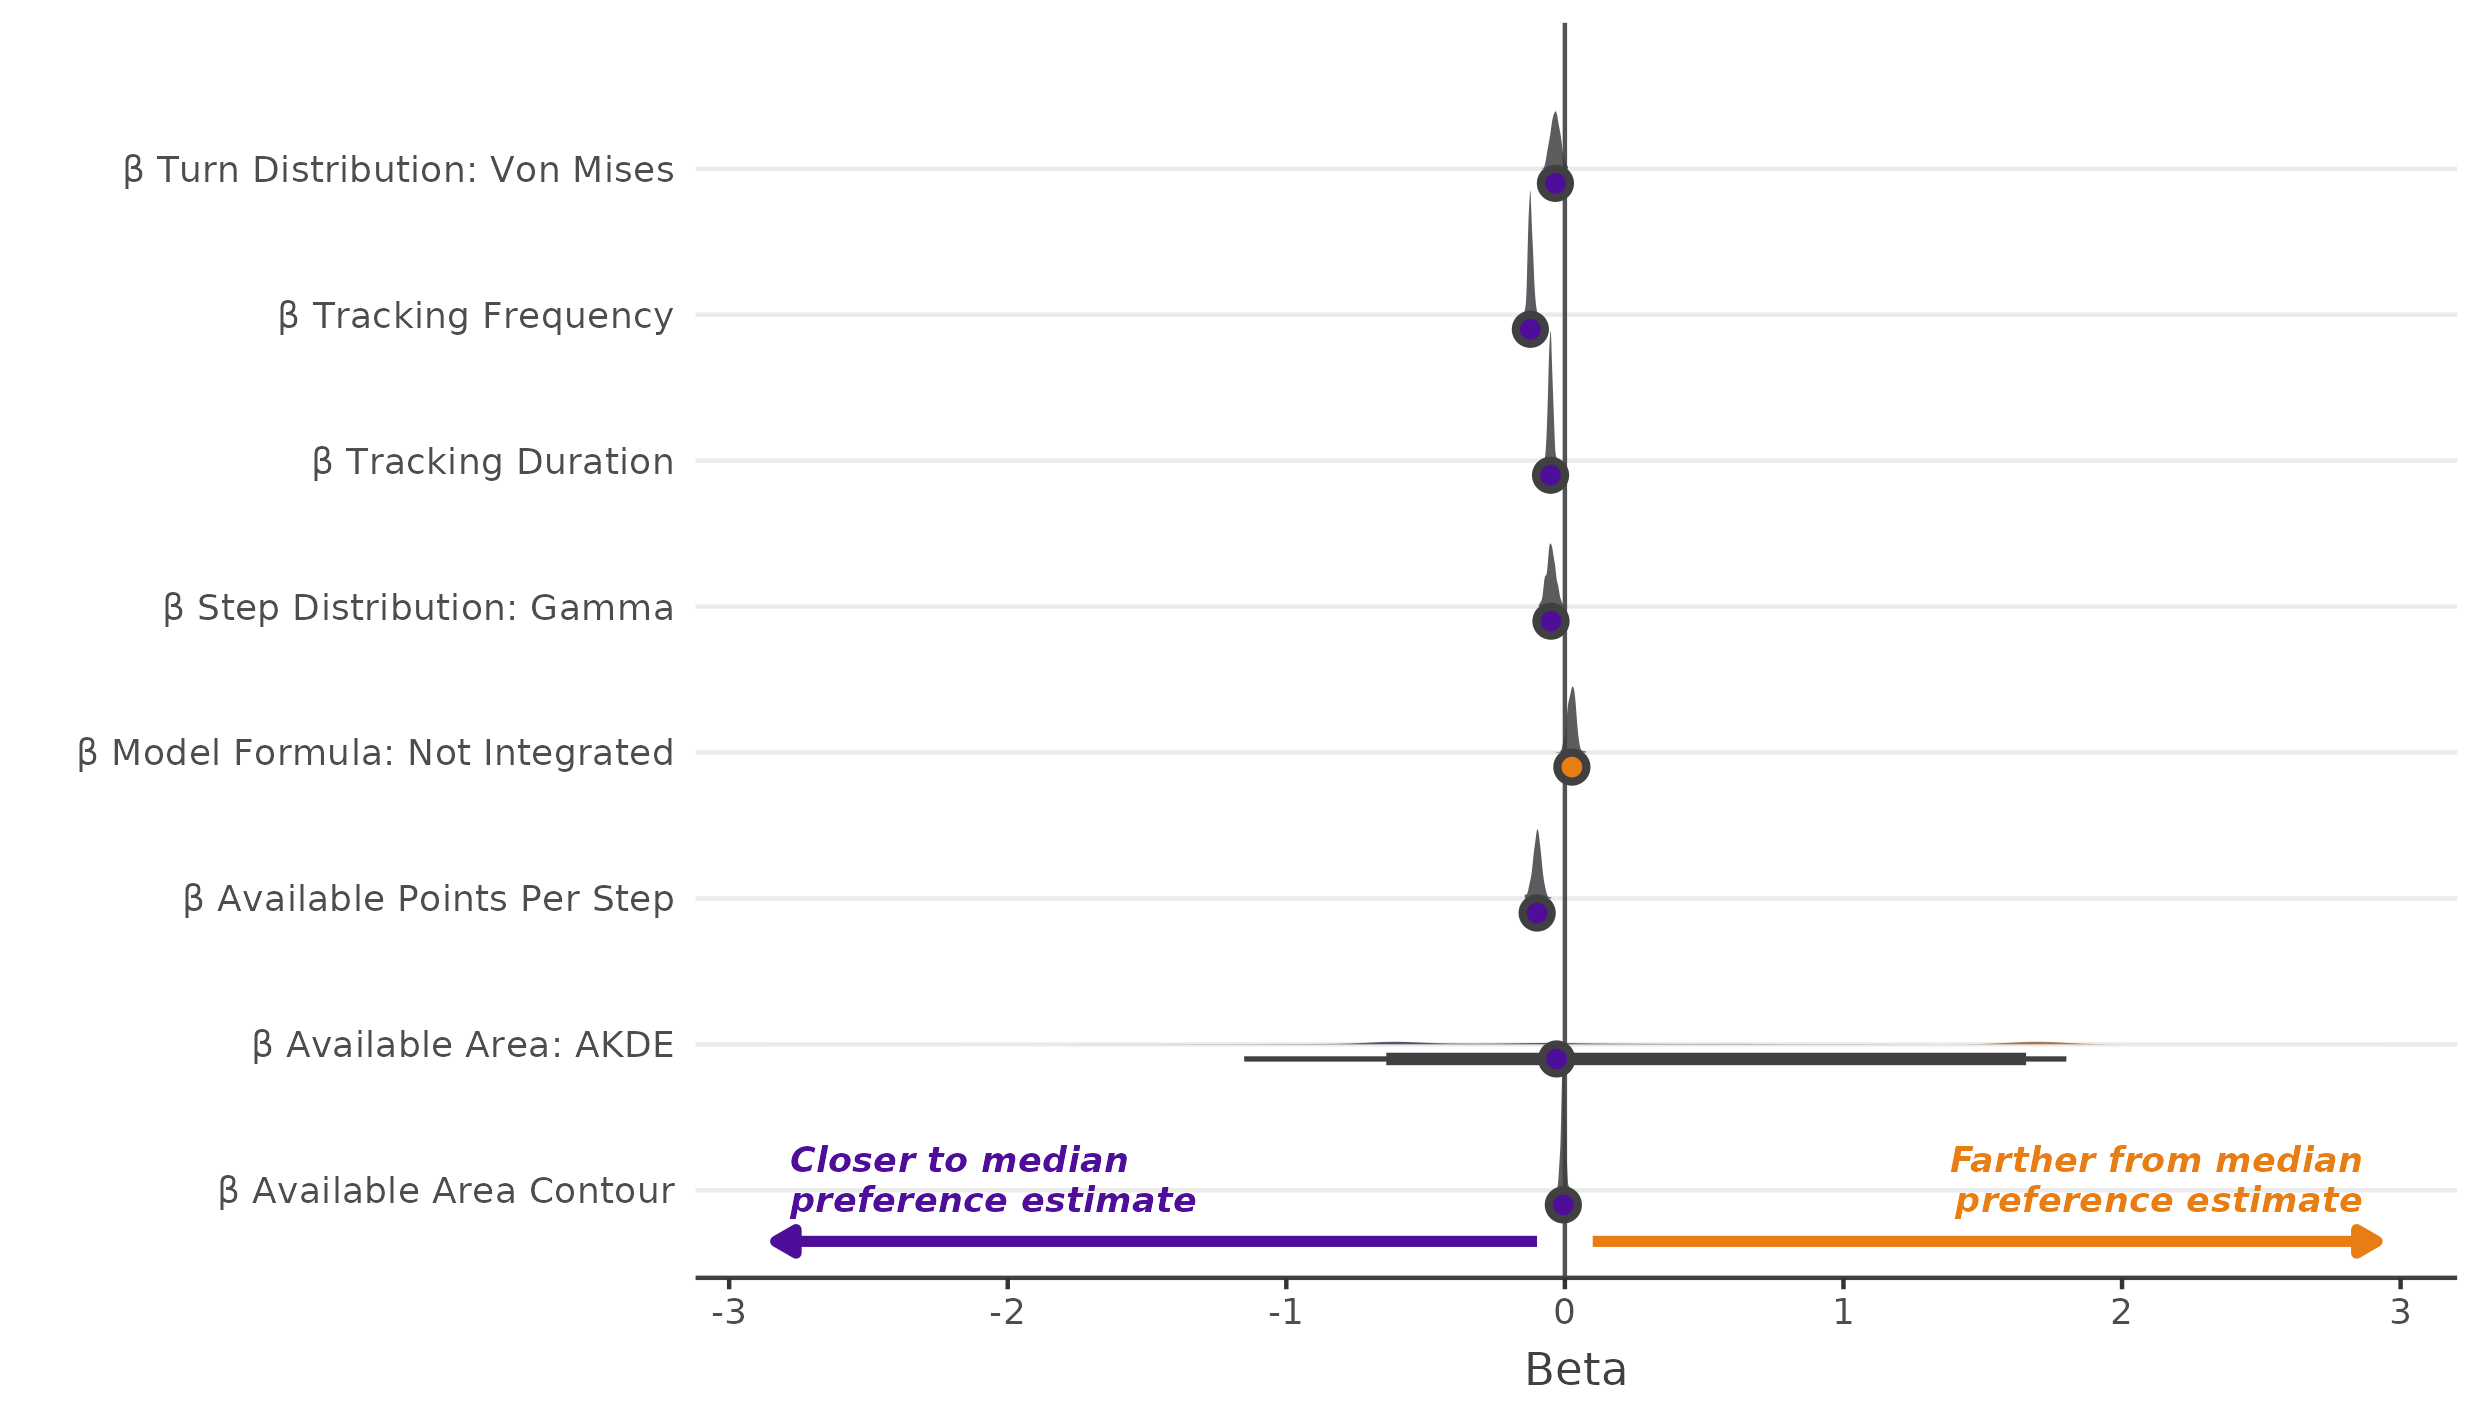 β Turn Distribution: Von Mises
β Tracking Frequency
β Tracking Duration
β Step Distribution: Gamma
β Model Formula: Not Integrated
β Available Points Per Step
β Available Area: AKDE
β Available Area Contour
Closer to median
preference estimate
Farther from median
preference estimate
-3 -2 -1 0 1 2 3
Beta